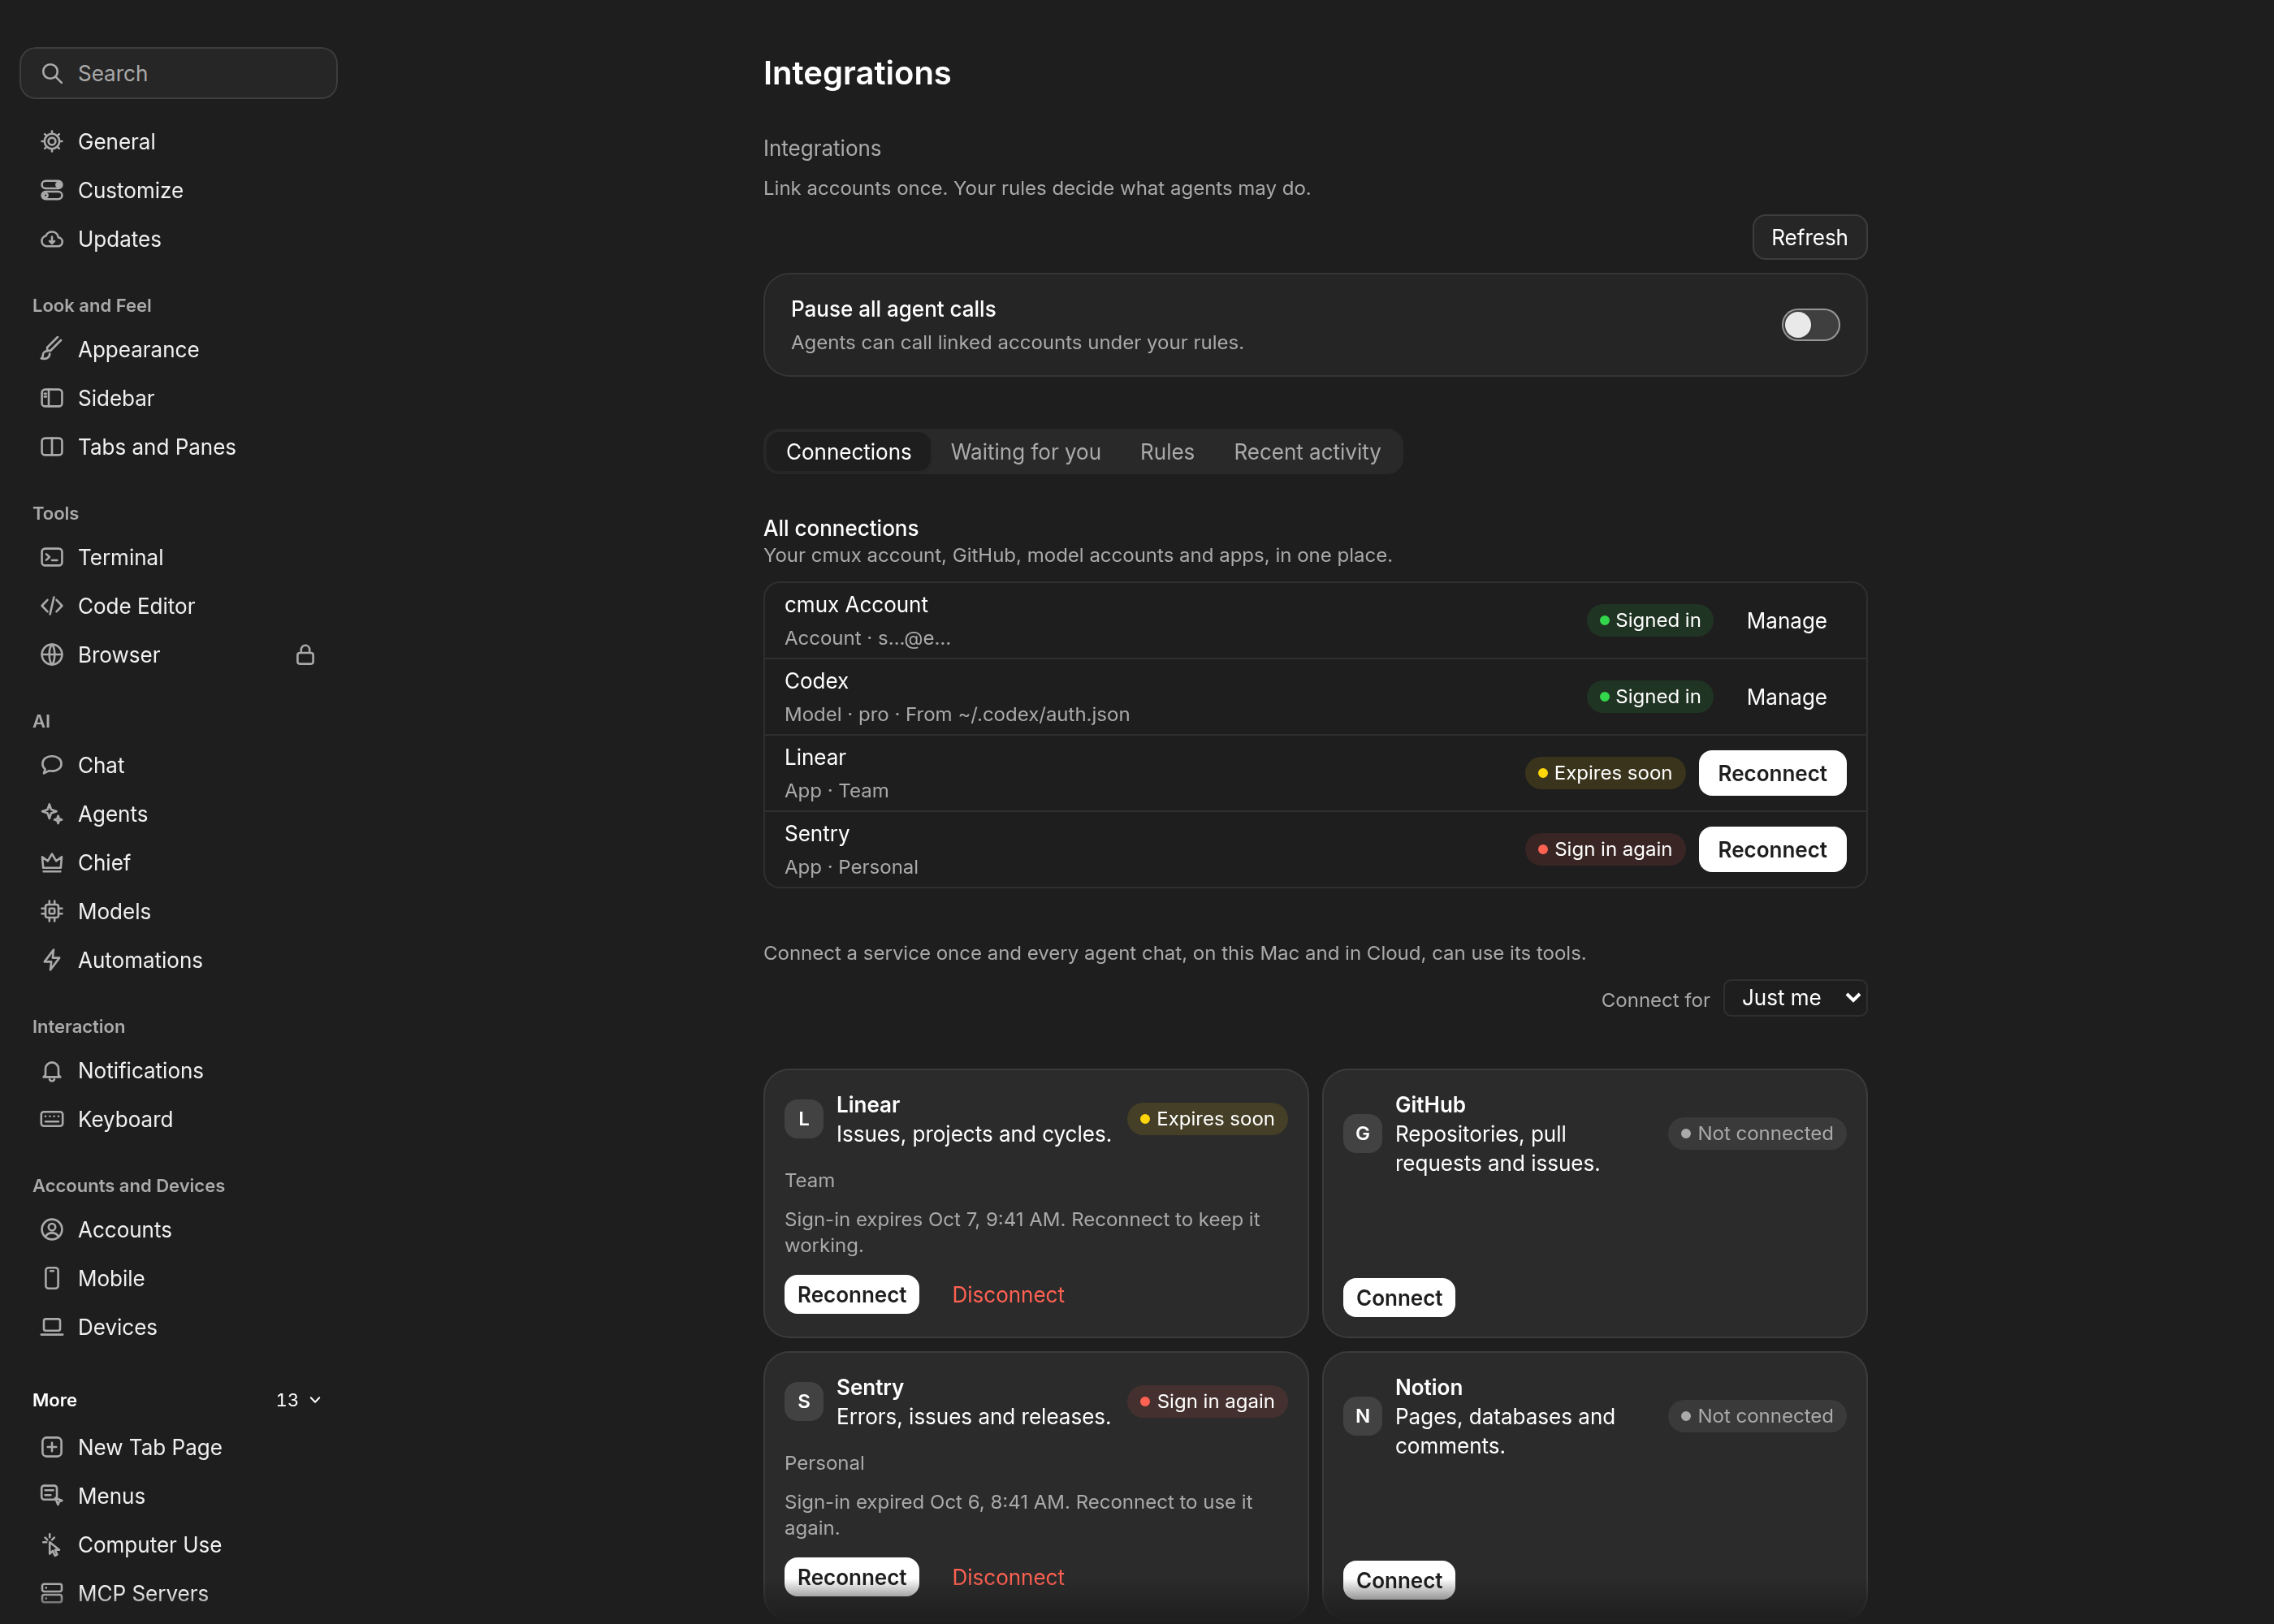 Search
General
Customize
Updates
Look and Feel
Appearance
Sidebar
Tabs and Panes
Tools
Terminal
Code Editor
Browser
AI
Chat
Agents
Chief
Models
Automations
Interaction
Notifications
Keyboard
Accounts and Devices
Accounts
Mobile
Devices
More 13
New Tab Page
Menus
Computer Use
MCP Servers
Integrations
Integrations
Link accounts once. Your rules decide what agents may do.
Refresh
Pause all agent calls
Agents can call linked accounts under your rules.
Connections Waiting for you Rules Recent activity
All connections
Your cmux account, GitHub, model accounts and apps, in one place.
cmux Account
Account · s...@e...
Signed in Manage
Codex
Model · pro · From ~/.codex/auth.json
Signed in Manage
Linear
App · Team
Expires soon Reconnect
Sentry
App · Personal
Sign in again Reconnect
Connect a service once and every agent chat, on this Mac and in Cloud, can use its tools.
Connect for Just me
L
Linear
Issues, projects and cycles.
Expires soon
Team
Sign-in expires Oct 7, 9:41 AM. Reconnect to keep it
working.
Reconnect Disconnect
G
GitHub
Repositories, pull
requests and issues.
Not connected
Connect
S
Sentry
Errors, issues and releases.
Sign in again
Personal
Sign-in expired Oct 6, 8:41 AM. Reconnect to use it
again.
Reconnect Disconnect
N
Notion
Pages, databases and
comments.
Not connected
Connect